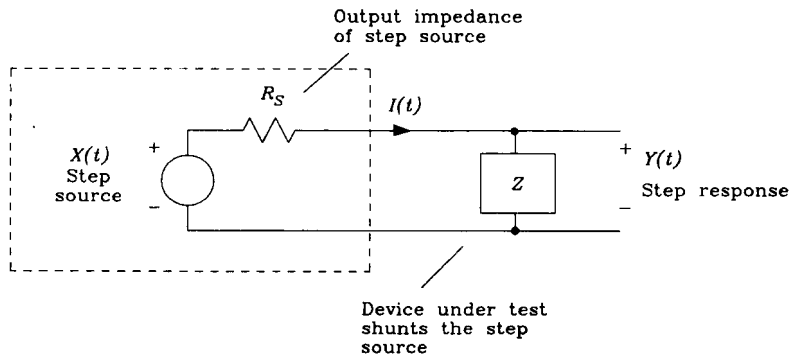 Output impedance
of step source
R_S
I(t)
X(t)
Step
source
+
−
Z
+
−
Y(t)
Step response
Device under test
shunts the step
source